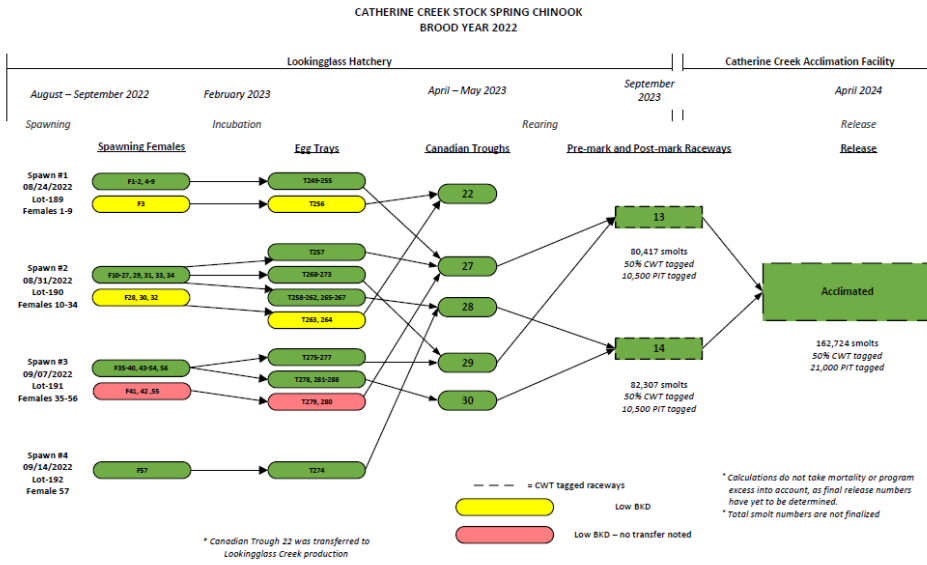 CATHERINE CREEK STOCK SPRING CHINOOK
BROOD YEAR 2022
Lookingglass Hatchery
Catherine Creek Acclimation Facility
August – September 2022
February 2023
April – May 2023
September
2023
April 2024
Spawning
Incubation
Rearing
Release
Spawning Females
Egg Trays
Canadian Troughs
Pre-mark and Post-mark Raceways
Release
Spawn #1
08/24/2022
Lot-189
Females 1-9
F1-2, 4-9
F3
T249-255
T256
Spawn #2
08/31/2022
Lot-190
Females 10-34
F10-27, 29, 31, 33, 34
F28, 30, 32
T257
T268-273
T258-262, 265-267
T263, 264
Spawn #3
09/07/2022
Lot-191
Females 35-56
F35-40, 43-54, 56
F41, 42 ,55
T275-277
T278, 281-288
T279, 280
Spawn #4
09/14/2022
Lot-192
Female 57
F57
T274
22
27
28
29
30
13
80,417 smolts
50% CWT tagged
10,500 PIT tagged
14
82,307 smolts
50% CWT tagged
10,500 PIT tagged
Acclimated
162,724 smolts
50% CWT tagged
21,000 PIT tagged
= CWT tagged raceways
Low BKD
Low BKD – no transfer noted
* Canadian Trough 22 was transferred to
Lookingglass Creek production
* Calculations do not take mortality or program
excess into account, as final release numbers
have yet to be determined.
* Total smolt numbers are not finalized